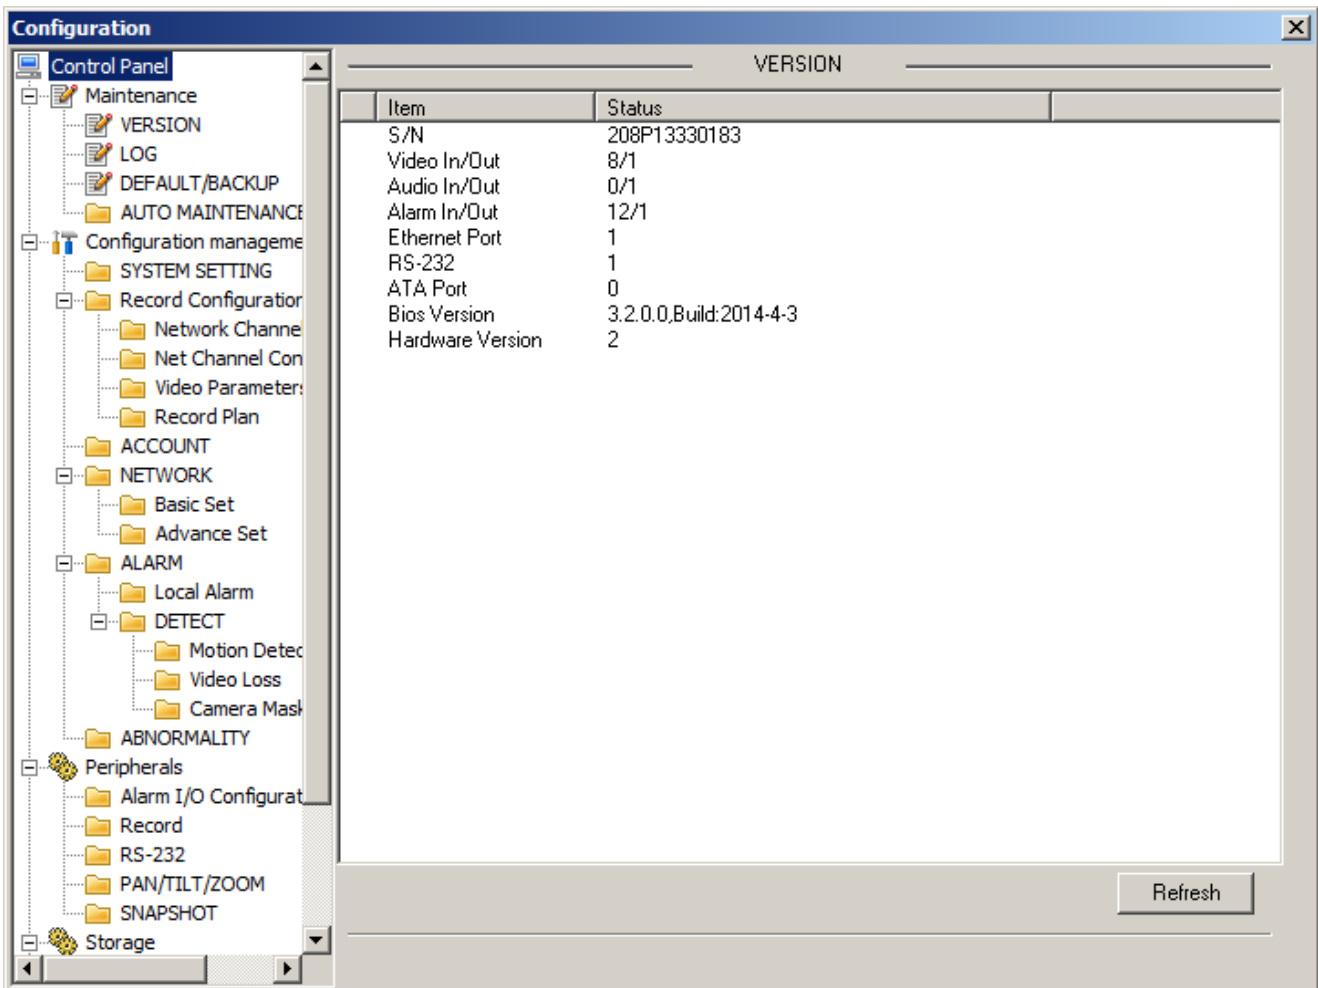 Configuration
Control Panel
Maintenance
VERSION
LOG
DEFAULT/BACKUP
AUTO MAINTENANCE
Configuration manageme
SYSTEM SETTING
Record Configuration
Network Channel
Net Channel Con
Video Parameters
Record Plan
ACCOUNT
NETWORK
Basic Set
Advance Set
ALARM
Local Alarm
DETECT
Motion Detec
Video Loss
Camera Mask
ABNORMALITY
Peripherals
Alarm I/O Configurat
Record
RS-232
PAN/TILT/ZOOM
SNAPSHOT
Storage
VERSION
Item Status
S/N 208P13330183
Video In/Out 8/1
Audio In/Out 0/1
Alarm In/Out 12/1
Ethernet Port 1
RS-232 1
ATA Port 0
Bios Version 3.2.0.0,Build:2014-4-3
Hardware Version 2
Refresh